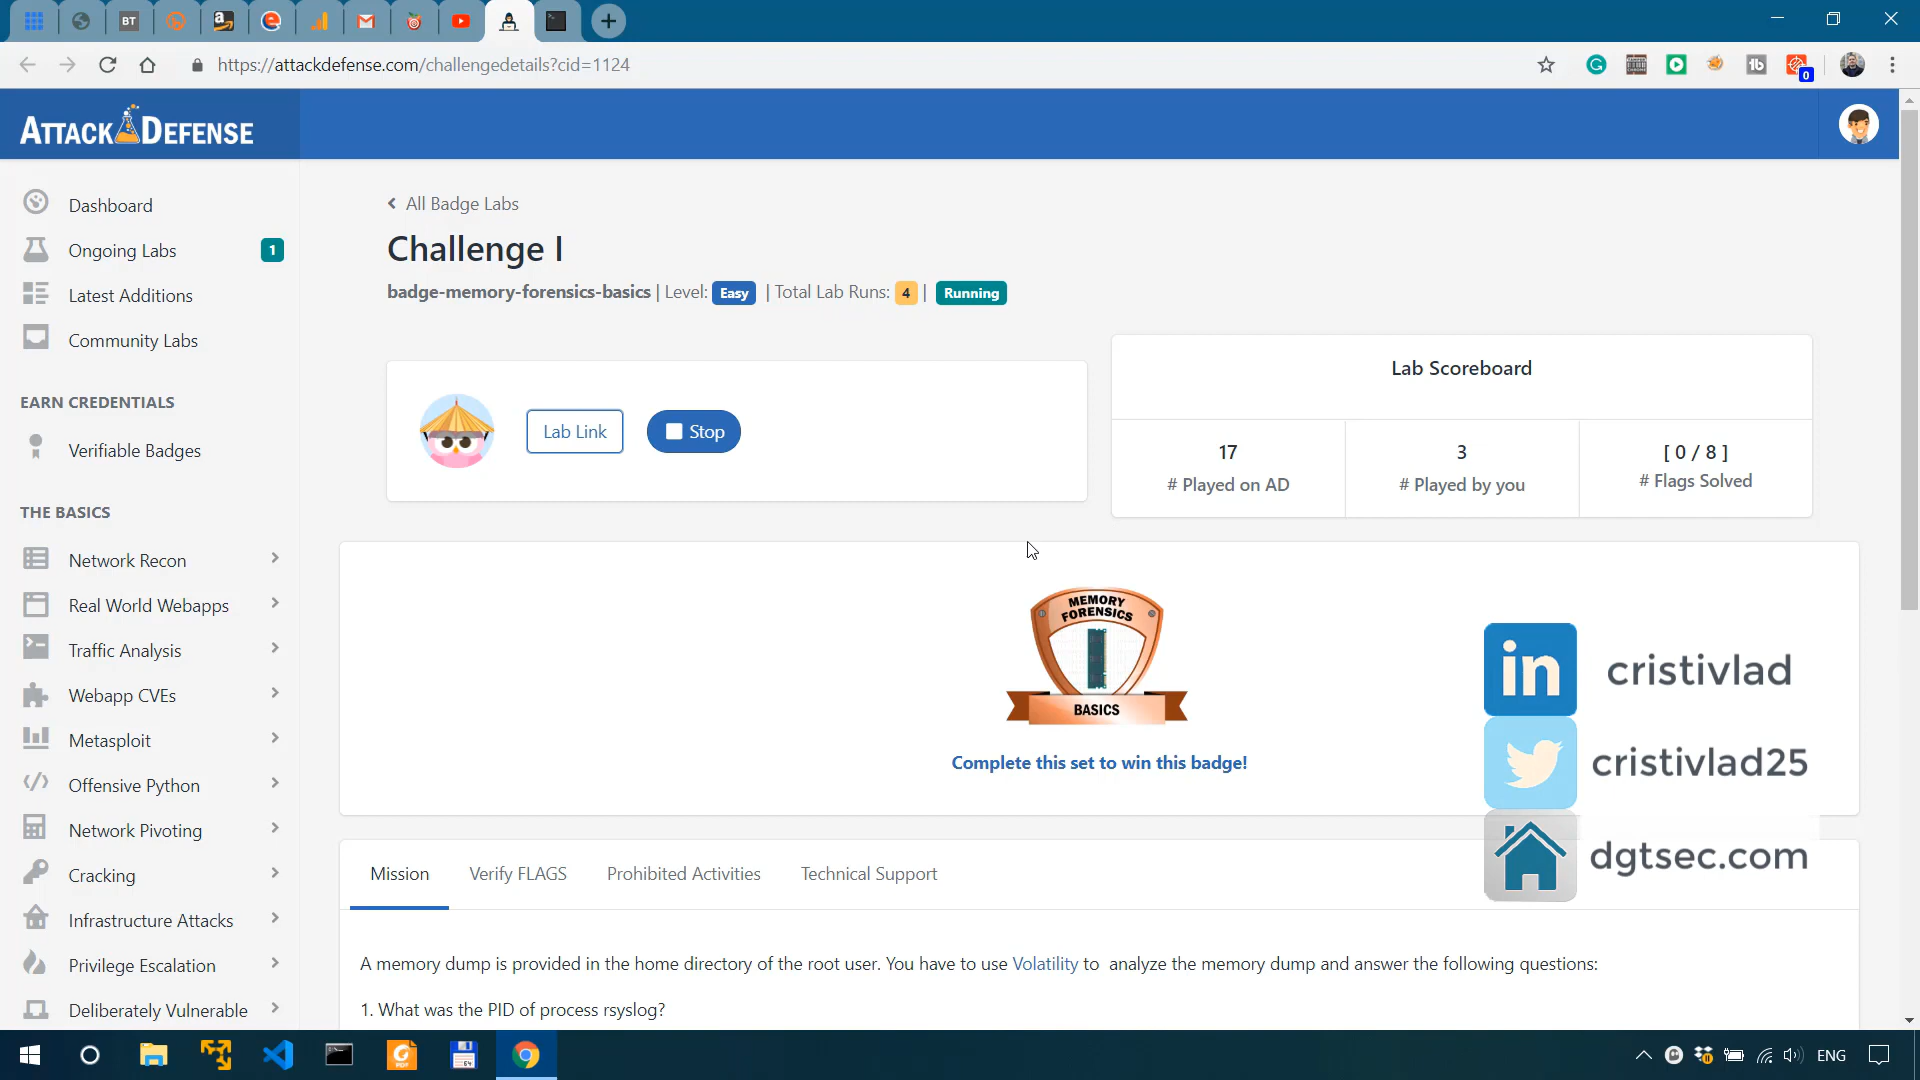 BT
https://attackdefense.com/challengedetails?cid=1124
0
ATTACK DEFENSE
Dashboard
Ongoing Labs 1
Latest Additions
Community Labs
EARN CREDENTIALS
Verifiable Badges
THE BASICS
Network Recon
Real World Webapps
Traffic Analysis
Webapp CVEs
Metasploit
Offensive Python
Network Pivoting
Cracking
Infrastructure Attacks
Privilege Escalation
Deliberately Vulnerable
All Badge Labs
Challenge I
badge-memory-forensics-basics | Level: Easy | Total Lab Runs: 4 | Running
Lab Link
Stop
Lab Scoreboard
17
# Played on AD
3
# Played by you
[ 0 / 8 ]
# Flags Solved
MEMORY
FORENSICS
BASICS
Complete this set to win this badge!
in cristivlad
cristivlad25
dgtsec.com
Mission
Verify FLAGS
Prohibited Activities
Technical Support
A memory dump is provided in the home directory of the root user. You have to use Volatility to analyze the memory dump and answer the following questions:
1. What was the PID of process rsyslog?
ENG